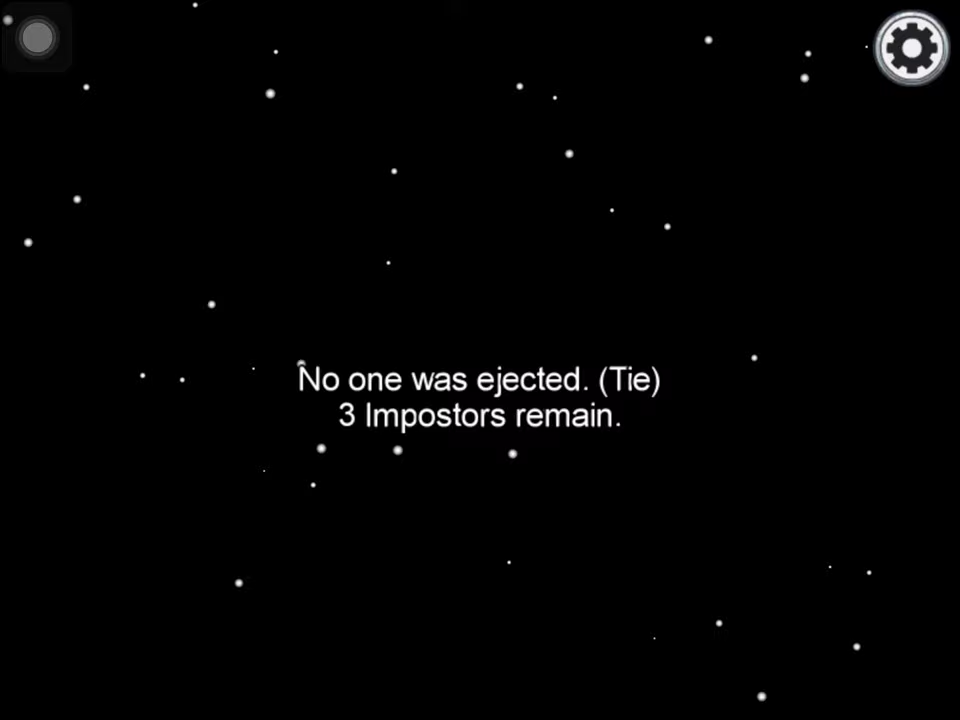 No one was ejected. (Tie)
3 Impostors remain.